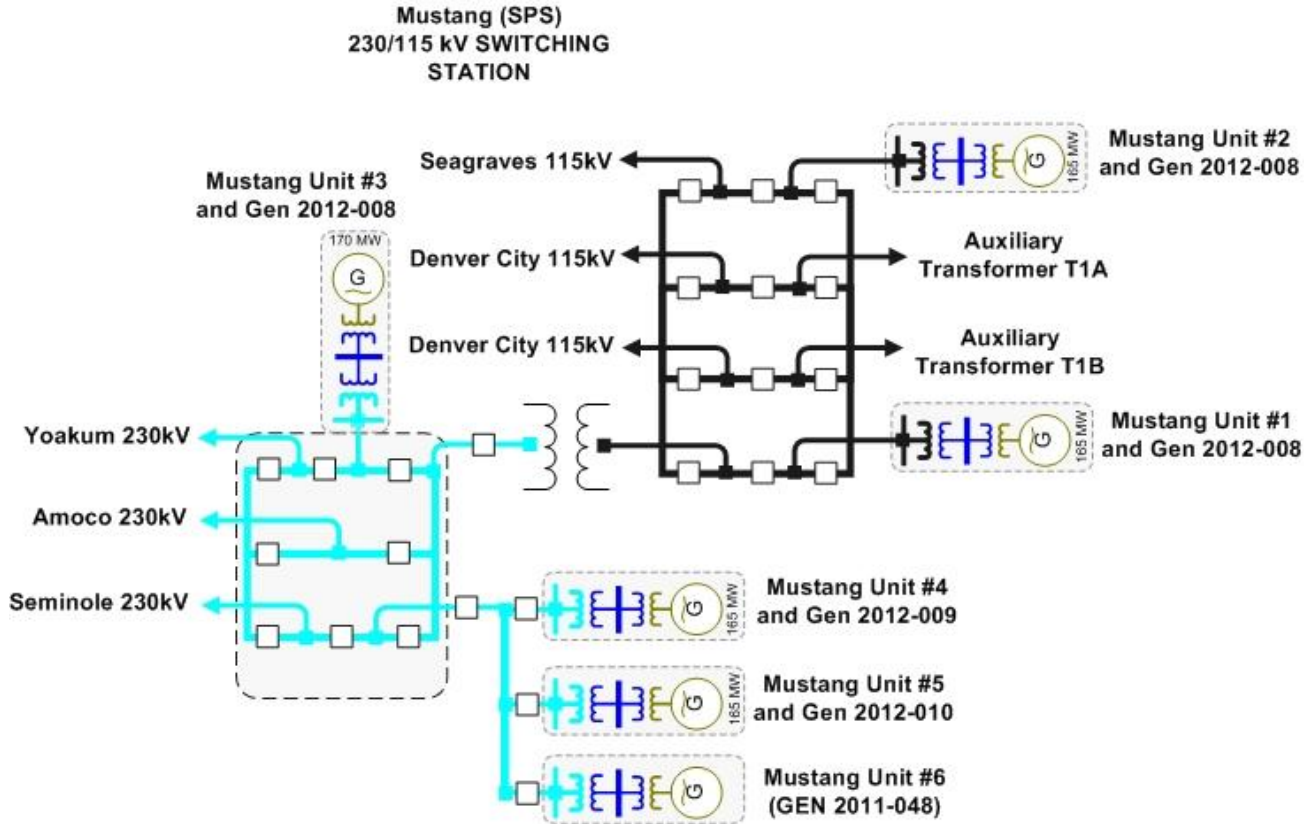 Mustang (SPS)
230/115 kV SWITCHING
STATION
Mustang Unit #3
and Gen 2012-008
170 MW
G
Seagraves 115kV
G
165 MW
Mustang Unit #2
and Gen 2012-008
Denver City 115kV
Auxiliary
Transformer T1A
Denver City 115kV
Auxiliary
Transformer T1B
G
165 MW
Mustang Unit #1
and Gen 2012-008
Yoakum 230kV
Amoco 230kV
Seminole 230kV
G
165 MW
Mustang Unit #4
and Gen 2012-009
G
165 MW
Mustang Unit #5
and Gen 2012-010
G
Mustang Unit #6
(GEN 2011-048)